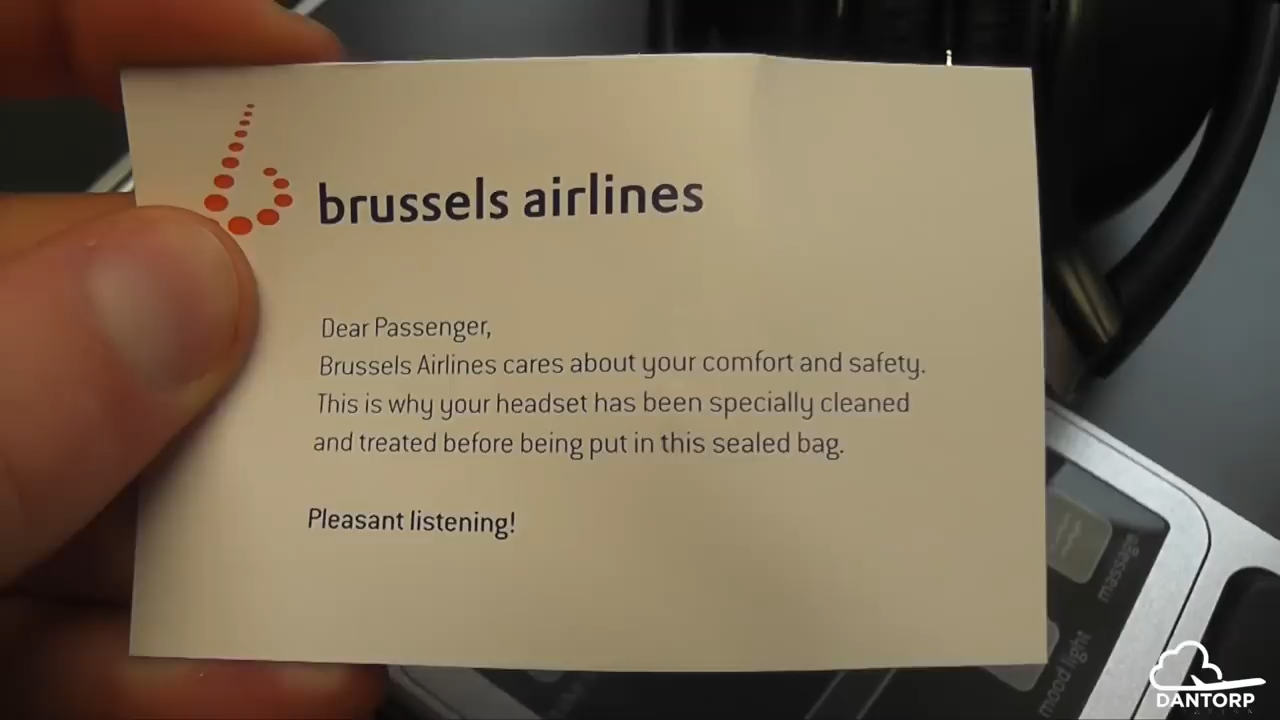 brussels airlines
Dear Passenger,
Brussels Airlines cares about your comfort and safety.
This is why your headset has been specially cleaned
and treated before being put in this sealed bag.
Pleasant listening!
massage
mood light
DANTORP